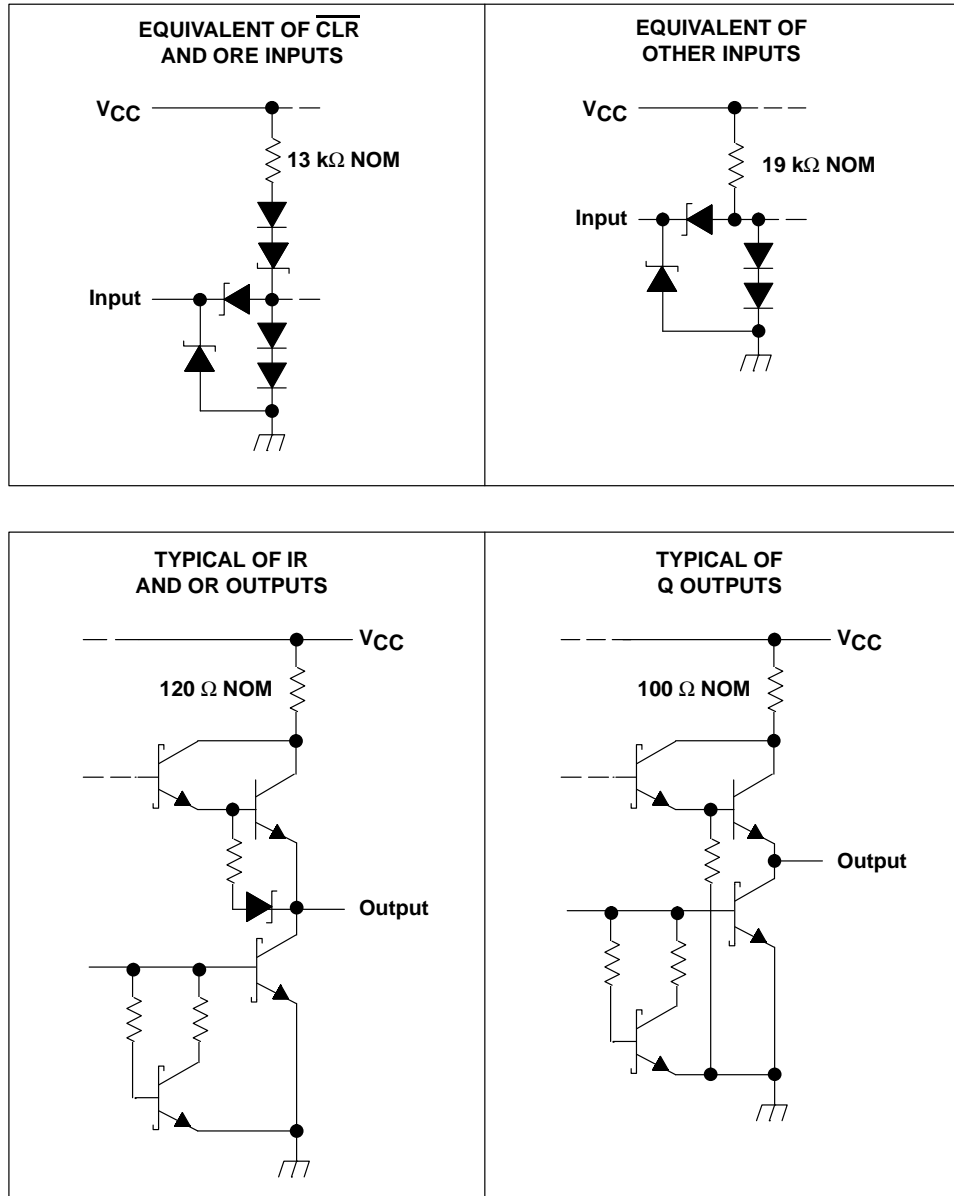 EQUIVALENT OF C̅L̅R̅
AND ORE INPUTS
VCC
13 kΩ NOM
Input
EQUIVALENT OF
OTHER INPUTS
VCC
19 kΩ NOM
Input
TYPICAL OF IR
AND OR OUTPUTS
VCC
120 Ω NOM
Output
TYPICAL OF
Q OUTPUTS
VCC
100 Ω NOM
Output